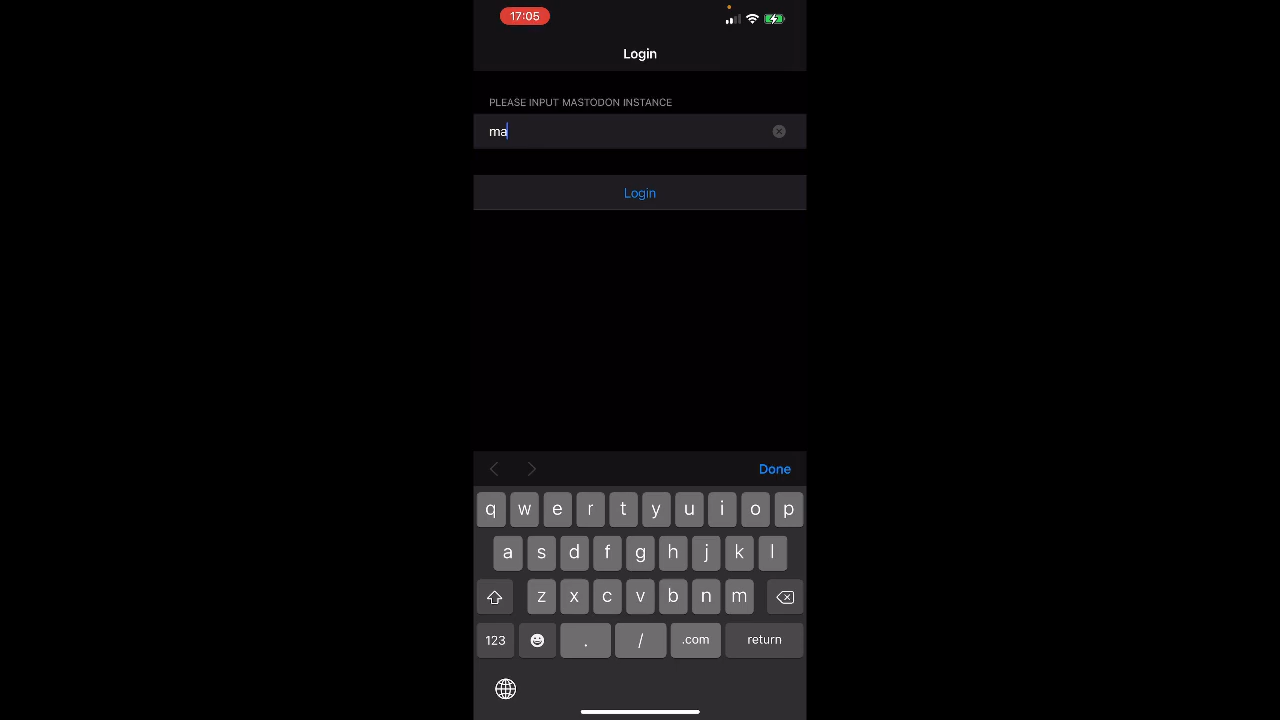 17:05
Login
PLEASE INPUT MASTODON INSTANCE
ma
Login
Done
q w e r t y u i o p
a s d f g h j k l
z x c v b n m
123 . / .com return